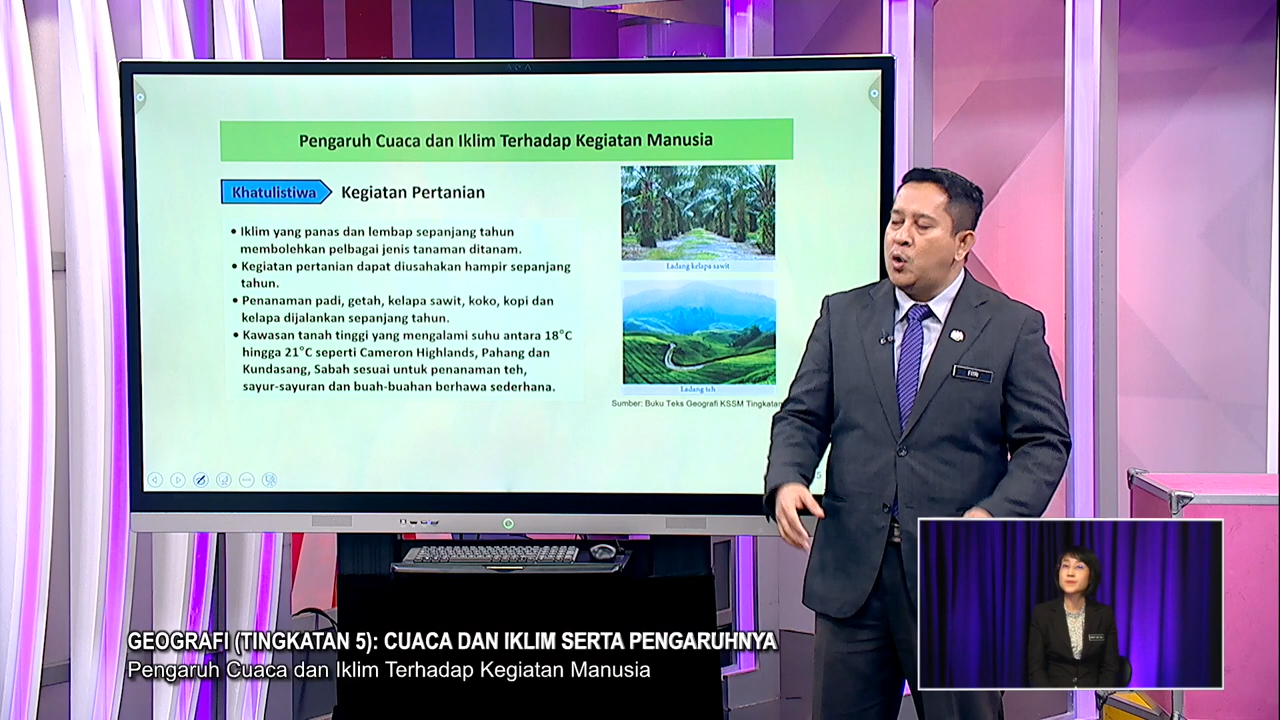 Pengaruh Cuaca dan Iklim Terhadap Kegiatan Manusia
Khatulistiwa
Kegiatan Pertanian
• Iklim yang panas dan lembap sepanjang tahun
membolehkan pelbagai jenis tanaman ditanam.
• Kegiatan pertanian dapat diusahakan hampir sepanjang
tahun.
• Penanaman padi, getah, kelapa sawit, koko, kopi dan
kelapa dijalankan sepanjang tahun.
• Kawasan tanah tinggi yang mengalami suhu antara 18°C
hingga 21°C seperti Cameron Highlands, Pahang dan
Kundasang, Sabah sesuai untuk penanaman teh,
sayur-sayuran dan buah-buahan berhawa sederhana.
Ladang kelapa sawit
Ladang teh
Sumber: Buku Teks Geografi KSSM Tingkatan
5
FITRI
GEOGRAFI (TINGKATAN 5): CUACA DAN IKLIM SERTA PENGARUHNYA
Pengaruh Cuaca dan Iklim Terhadap Kegiatan Manusia